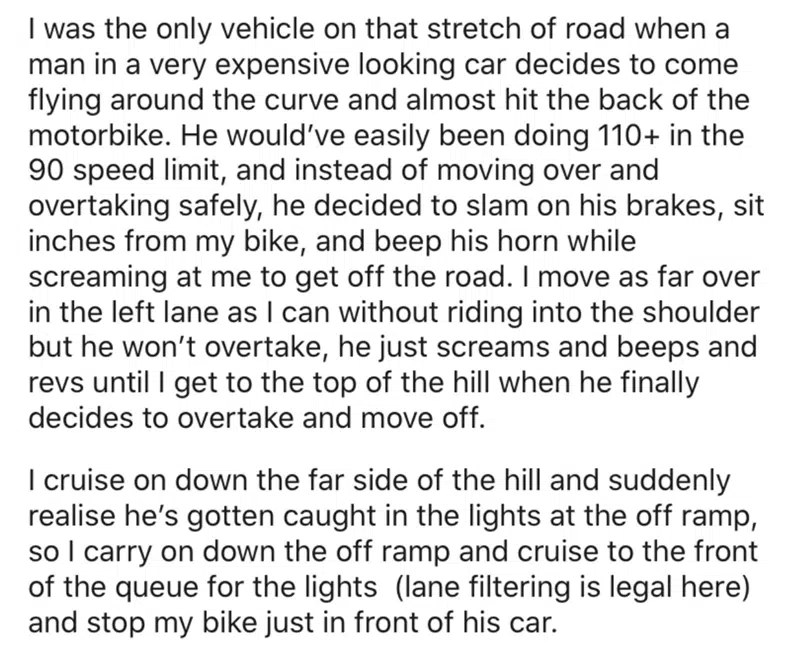 I was the only vehicle on that stretch of road when a
man in a very expensive looking car decides to come
flying around the curve and almost hit the back of the
motorbike. He would’ve easily been doing 110+ in the
90 speed limit, and instead of moving over and
overtaking safely, he decided to slam on his brakes, sit
inches from my bike, and beep his horn while
screaming at me to get off the road. I move as far over
in the left lane as I can without riding into the shoulder
but he won’t overtake, he just screams and beeps and
revs until I get to the top of the hill when he finally
decides to overtake and move off.
I cruise on down the far side of the hill and suddenly
realise he’s gotten caught in the lights at the off ramp,
so I carry on down the off ramp and cruise to the front
of the queue for the lights  (lane filtering is legal here)
and stop my bike just in front of his car.